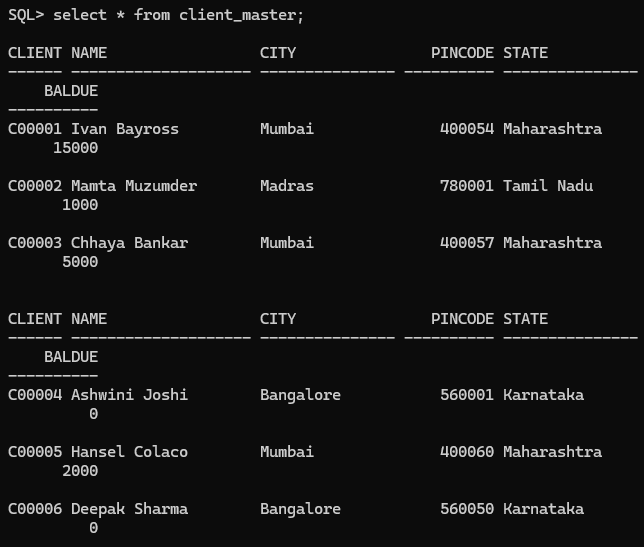 SQL> select * from client_master;
CLIENT NAME                 CITY               PINCODE STATE
------ -------------------- --------------- ---------- ---------------
    BALDUE
----------
C00001 Ivan Bayross         Mumbai              400054 Maharashtra
     15000
C00002 Mamta Muzumder       Madras              780001 Tamil Nadu
      1000
C00003 Chhaya Bankar        Mumbai              400057 Maharashtra
      5000
CLIENT NAME                 CITY               PINCODE STATE
------ -------------------- --------------- ---------- ---------------
    BALDUE
----------
C00004 Ashwini Joshi        Bangalore           560001 Karnataka
         0
C00005 Hansel Colaco        Mumbai              400060 Maharashtra
      2000
C00006 Deepak Sharma        Bangalore           560050 Karnataka
         0